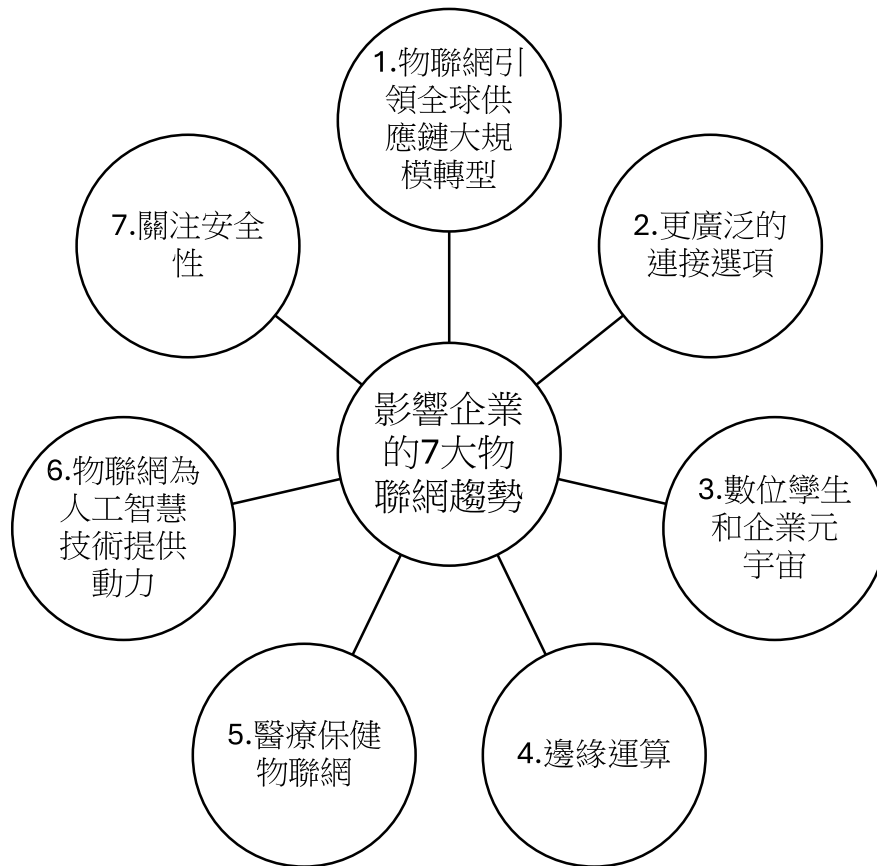 影響企業
的7大物
聯網趨勢
1.物聯網引
領全球供
應鏈大規
模轉型
2.更廣泛的
連接選項
3.數位孿生
和企業元
宇宙
4.邊緣運算
5.醫療保健
物聯網
6.物聯網為
人工智慧
技術提供
動力
7.關注安全
性